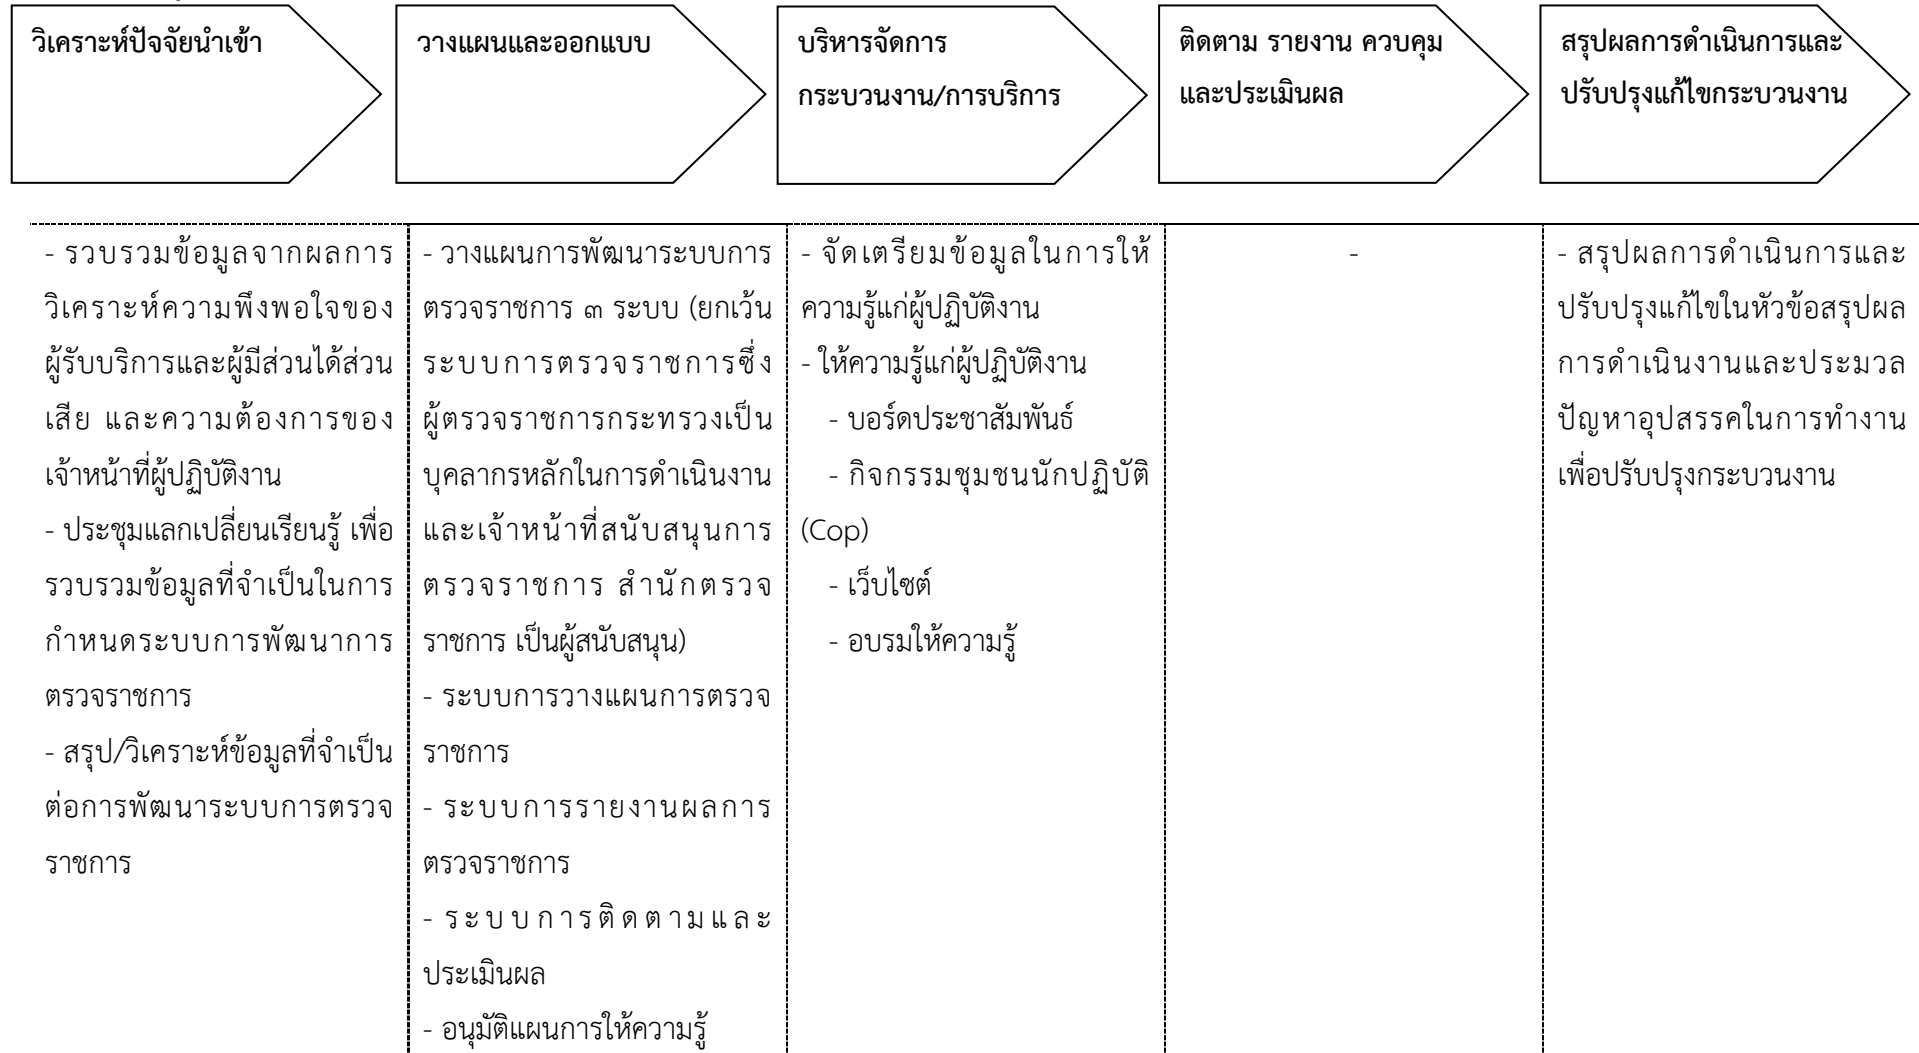 วิเคราะห์ปัจจัยนำเข้า
วางแผนและออกแบบ
บริหารจัดการ
กระบวนงาน/การบริการ
ติดตาม รายงาน ควบคุม
และประเมินผล
สรุปผลการดำเนินการและ
ปรับปรุงแก้ไขกระบวนงาน
- รวบรวมข้อมูลจากผลการ
วิเคราะห์ความพึงพอใจของ
ผู้รับบริการและผู้มีส่วนได้ส่วน
เสีย และความต้องการของ
เจ้าหน้าที่ผู้ปฏิบัติงาน
- ประชุมแลกเปลี่ยนเรียนรู้ เพื่อ
รวบรวมข้อมูลที่จำเป็นในการ
กำหนดระบบการพัฒนาการ
ตรวจราชการ
- สรุป/วิเคราะห์ข้อมูลที่จำเป็น
ต่อการพัฒนาระบบการตรวจ
ราชการ
- วางแผนการพัฒนาระบบการ
ตรวจราชการ ๓ ระบบ (ยกเว้น
ระบบการตรวจราชการซึ่ง
ผู้ตรวจราชการกระทรวงเป็น
บุคลากรหลักในการดำเนินงาน
และเจ้าหน้าที่สนับสนุนการ
ตรวจราชการ สำนักตรวจ
ราชการ เป็นผู้สนับสนุน)
- ระบบการวางแผนการตรวจ
ราชการ
- ระบบการรายงานผลการ
ตรวจราชการ
- ระบบการติดตามและ
ประเมินผล
- อนุมัติแผนการให้ความรู้
- จัดเตรียมข้อมูลในการให้
ความรู้แก่ผู้ปฏิบัติงาน
- ให้ความรู้แก่ผู้ปฏิบัติงาน
- บอร์ดประชาสัมพันธ์
- กิจกรรมชุมชนนักปฏิบัติ
(Cop)
- เว็บไซต์
- อบรมให้ความรู้
-
- สรุปผลการดำเนินการและ
ปรับปรุงแก้ไขในหัวข้อสรุปผล
การดำเนินงานและประมวล
ปัญหาอุปสรรคในการทำงาน
เพื่อปรับปรุงกระบวนงาน